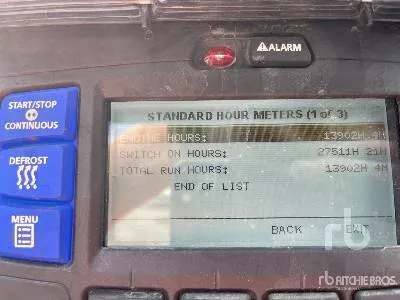 ALARM
START/STOP
CONTINUOUS
DEFROST
MENU
STANDARD HOUR METERS (1 of 3)
ENGINE HOURS: 13902H 4M
SWITCH ON HOURS: 27511H 21M
TOTAL RUN HOURS: 13902H 4M
END OF LIST
BACK EXIT
rb
rb RITCHIE BROS.